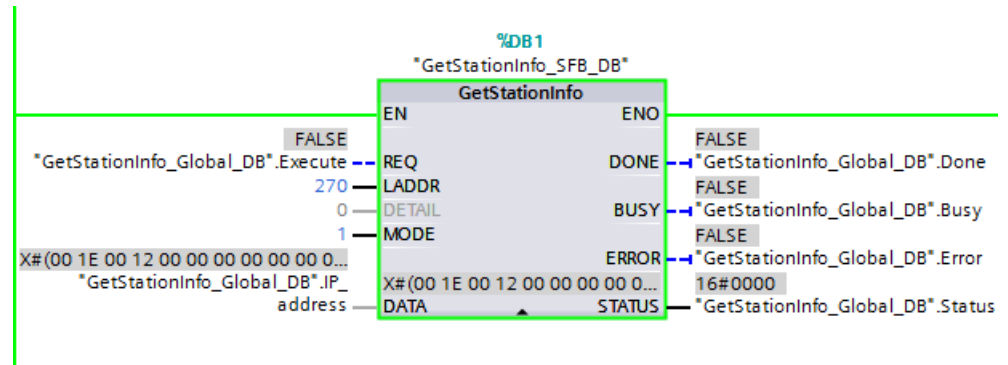 %DB1
"GetStationInfo_SFB_DB"
GetStationInfo
EN ENO
FALSE FALSE
"GetStationInfo_Global_DB".Execute REQ DONE "GetStationInfo_Global_DB".Done
270 LADDR FALSE
0 DETAIL BUSY "GetStationInfo_Global_DB".Busy
1 MODE FALSE
X#(00 1E 00 12 00 00 00 00 00 00 0... ERROR "GetStationInfo_Global_DB".Error
"GetStationInfo_Global_DB".IP_ X#(00 1E 00 12 00 00 00 00 00 0... 16#0000
address DATA STATUS "GetStationInfo_Global_DB".Status